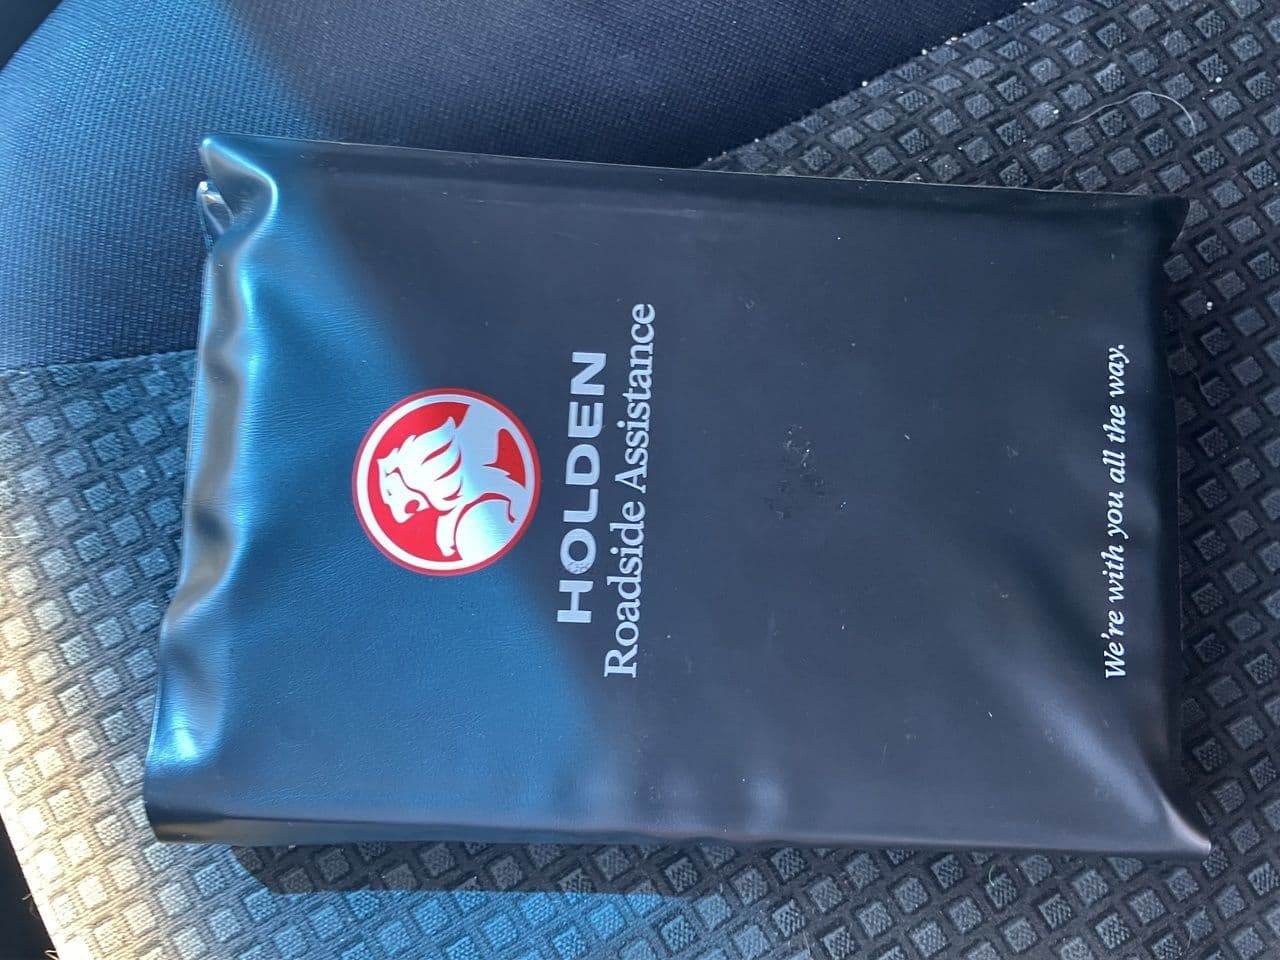 HOLDEN
Roadside Assistance
We're with you all the way.